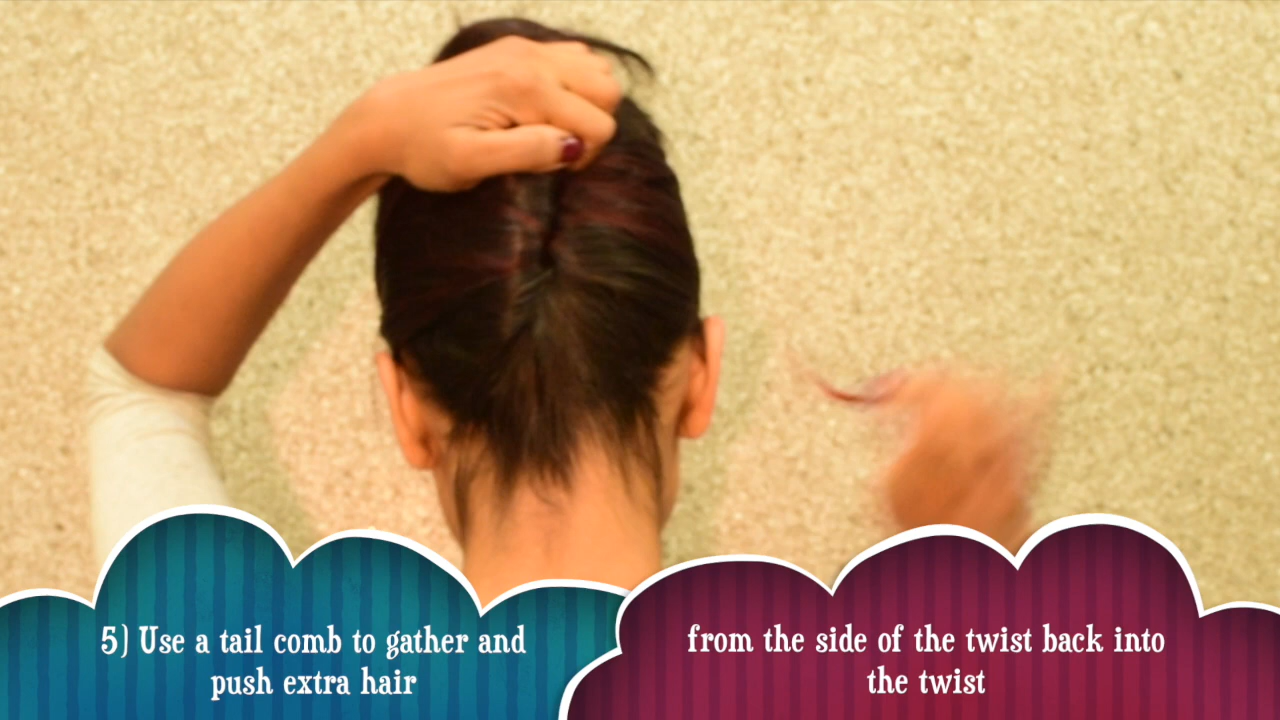 5) Use a tail comb to gather and
push extra hair
from the side of the twist back into
the twist